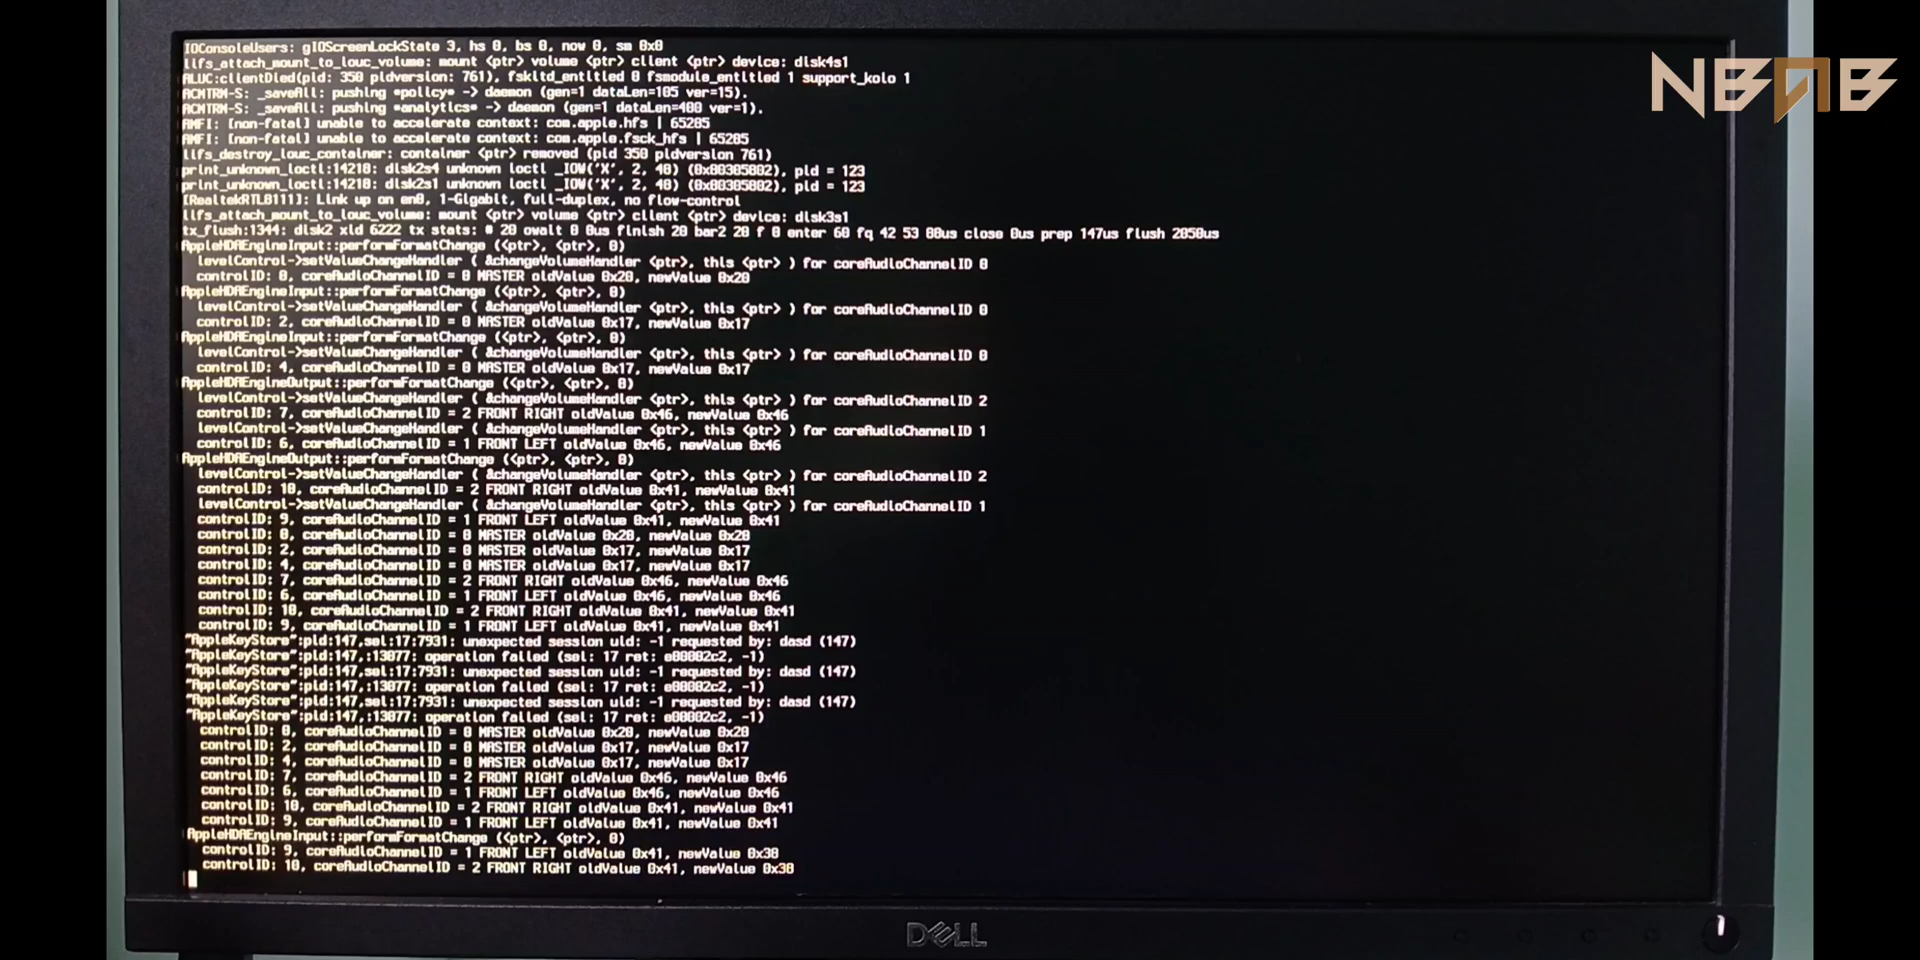 IOConsoleUsers: gIOScreenLockState 3, hs 0, bs 0, now 0, sm 0x0
lifs_attach_mount_to_iouc_volume: mount <ptr> volume <ptr> client <ptr> device: disk4s1
ALUC:clientDied(pid: 350 pidversion: 761), fskitd_entitled 0 fsmodule_entitled 1 support_koio 1
ACMTRM-S: _saveAll: pushing *policy* -> daemon (gen=1 dataLen=105 ver=15).
ACMTRM-S: _saveAll: pushing *analytics* -> daemon (gen=1 dataLen=400 ver=1).
AMFI: [non-fatal] unable to accelerate context: com.apple.hfs | 65285
AMFI: [non-fatal] unable to accelerate context: com.apple.fsck_hfs | 65285
lifs_destroy_iouc_container: container <ptr> removed (pid 350 pidversion 761)
print_unknown_ioctl:14218: disk2s4 unknown ioctl _IOW('X', 2, 48) (0x80305802), pid = 123
print_unknown_ioctl:14218: disk2s1 unknown ioctl _IOW('X', 2, 48) (0x80305802), pid = 123
[RealtekRTL8111]: Link up on en0, 1-Gigabit, full-duplex, no flow-control
lifs_attach_mount_to_iouc_volume: mount <ptr> volume <ptr> client <ptr> device: disk3s1
tx_flush:1344: disk2 xid 6222 tx stats: # 20 owait 0 0us finish 20 bar2 20 f 0 enter 60 fq 42 53 00us close 0us prep 147us flush 2050us
AppleHDAEngineInput::performFormatChange (<ptr>, <ptr>, 0)
levelControl->setValueChangeHandler ( &changeVolumeHandler <ptr>, this <ptr> ) for coreAudioChannelID 0
controlID: 0, coreAudioChannelID = 0 MASTER oldValue 0x20, newValue 0x20
AppleHDAEngineInput::performFormatChange (<ptr>, <ptr>, 0)
levelControl->setValueChangeHandler ( &changeVolumeHandler <ptr>, this <ptr> ) for coreAudioChannelID 0
controlID: 2, coreAudioChannelID = 0 MASTER oldValue 0x17, newValue 0x17
AppleHDAEngineInput::performFormatChange (<ptr>, <ptr>, 0)
levelControl->setValueChangeHandler ( &changeVolumeHandler <ptr>, this <ptr> ) for coreAudioChannelID 0
controlID: 4, coreAudioChannelID = 0 MASTER oldValue 0x17, newValue 0x17
AppleHDAEngineOutput::performFormatChange (<ptr>, <ptr>, 0)
levelControl->setValueChangeHandler ( &changeVolumeHandler <ptr>, this <ptr> ) for coreAudioChannelID 2
controlID: 7, coreAudioChannelID = 2 FRONT RIGHT oldValue 0x46, newValue 0x46
levelControl->setValueChangeHandler ( &changeVolumeHandler <ptr>, this <ptr> ) for coreAudioChannelID 1
controlID: 6, coreAudioChannelID = 1 FRONT LEFT oldValue 0x46, newValue 0x46
AppleHDAEngineOutput::performFormatChange (<ptr>, <ptr>, 0)
levelControl->setValueChangeHandler ( &changeVolumeHandler <ptr>, this <ptr> ) for coreAudioChannelID 2
controlID: 10, coreAudioChannelID = 2 FRONT RIGHT oldValue 0x41, newValue 0x41
levelControl->setValueChangeHandler ( &changeVolumeHandler <ptr>, this <ptr> ) for coreAudioChannelID 1
controlID: 9, coreAudioChannelID = 1 FRONT LEFT oldValue 0x41, newValue 0x41
controlID: 0, coreAudioChannelID = 0 MASTER oldValue 0x20, newValue 0x20
controlID: 2, coreAudioChannelID = 0 MASTER oldValue 0x17, newValue 0x17
controlID: 4, coreAudioChannelID = 0 MASTER oldValue 0x17, newValue 0x17
controlID: 7, coreAudioChannelID = 2 FRONT RIGHT oldValue 0x46, newValue 0x46
controlID: 6, coreAudioChannelID = 1 FRONT LEFT oldValue 0x46, newValue 0x46
controlID: 10, coreAudioChannelID = 2 FRONT RIGHT oldValue 0x41, newValue 0x41
controlID: 9, coreAudioChannelID = 1 FRONT LEFT oldValue 0x41, newValue 0x41
"AppleKeyStore":pid:147,sel:17:7931: unexpected session uid: -1 requested by: dasd (147)
"AppleKeyStore":pid:147,:13077: operation failed (sel: 17 ret: e00002c2, -1)
"AppleKeyStore":pid:147,sel:17:7931: unexpected session uid: -1 requested by: dasd (147)
"AppleKeyStore":pid:147,:13077: operation failed (sel: 17 ret: e00002c2, -1)
"AppleKeyStore":pid:147,sel:17:7931: unexpected session uid: -1 requested by: dasd (147)
"AppleKeyStore":pid:147,:13077: operation failed (sel: 17 ret: e00002c2, -1)
controlID: 0, coreAudioChannelID = 0 MASTER oldValue 0x20, newValue 0x20
controlID: 2, coreAudioChannelID = 0 MASTER oldValue 0x17, newValue 0x17
controlID: 4, coreAudioChannelID = 0 MASTER oldValue 0x17, newValue 0x17
controlID: 7, coreAudioChannelID = 2 FRONT RIGHT oldValue 0x46, newValue 0x46
controlID: 6, coreAudioChannelID = 1 FRONT LEFT oldValue 0x46, newValue 0x46
controlID: 10, coreAudioChannelID = 2 FRONT RIGHT oldValue 0x41, newValue 0x41
controlID: 9, coreAudioChannelID = 1 FRONT LEFT oldValue 0x41, newValue 0x41
AppleHDAEngineInput::performFormatChange (<ptr>, <ptr>, 0)
controlID: 9, coreAudioChannelID = 1 FRONT LEFT oldValue 0x41, newValue 0x38
controlID: 10, coreAudioChannelID = 2 FRONT RIGHT oldValue 0x41, newValue 0x38
DELL